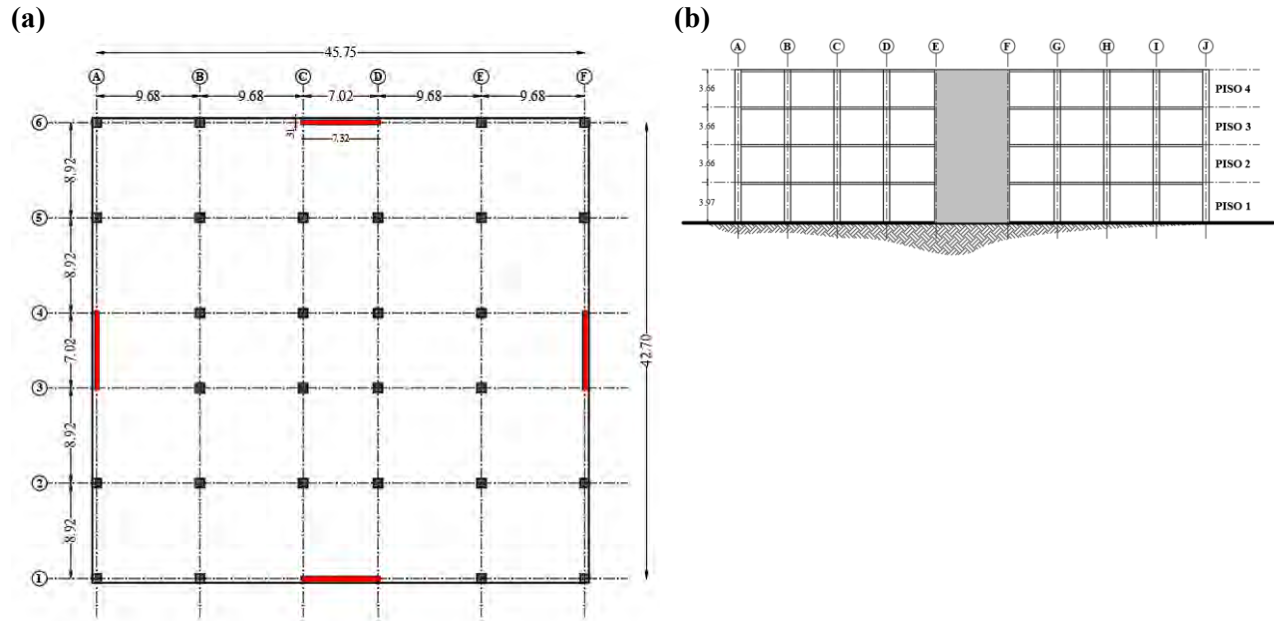 (a)
45.75
A B C D E F
9.68 9.68 7.02 9.68 9.68
6
.31
7.32
8.92
5
8.92
4
7.02
42.70
3
8.92
2
8.92
1
(b)
A B C D E F G H I J
3.66 PISO 4
3.66 PISO 3
3.66 PISO 2
3.97 PISO 1